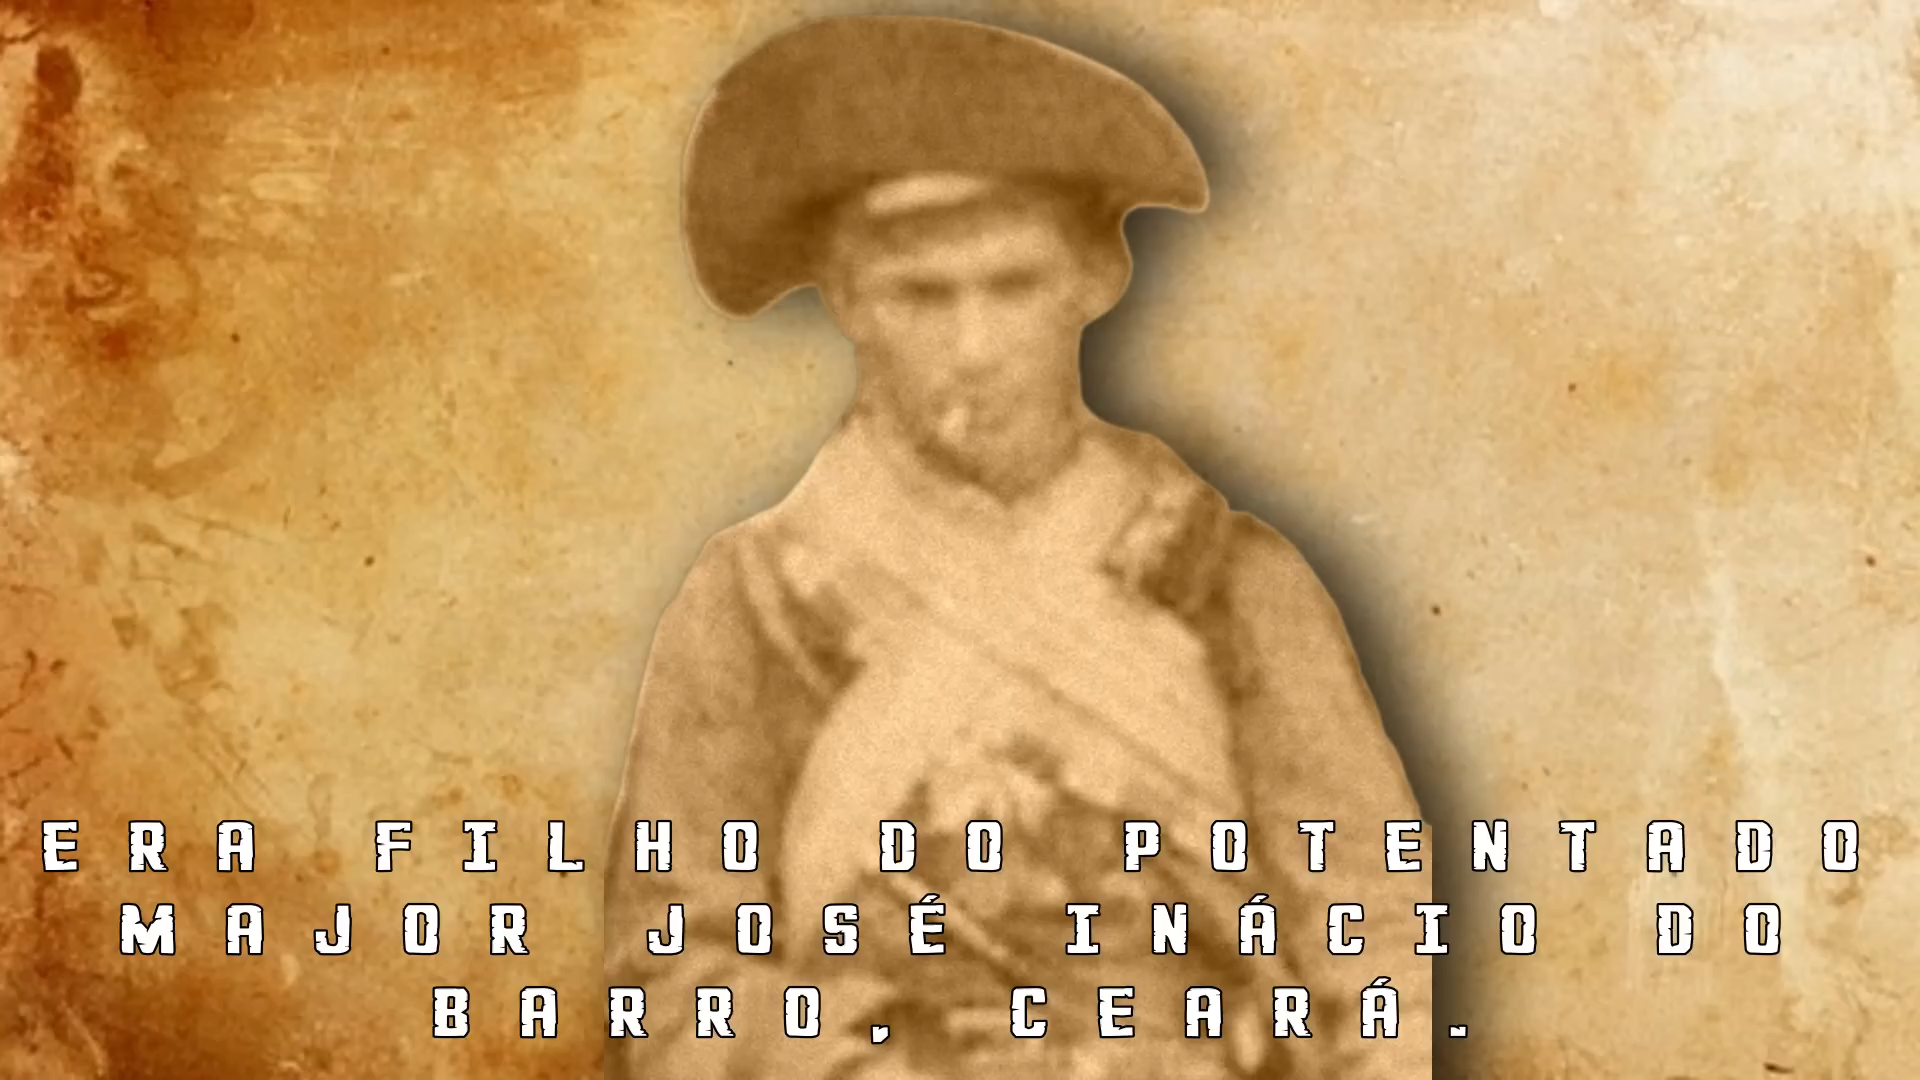 ERA FILHO DO POTENTADO
MAJOR JOSÉ INÁCIO DO
BARRO, CEARÁ.